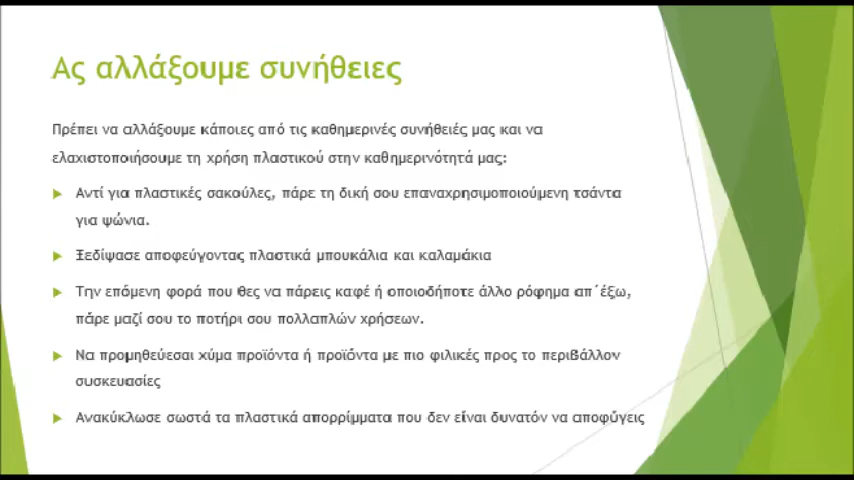 Ας αλλάξουμε συνήθειες
Πρέπει να αλλάξουμε κάποιες από τις καθημερινές συνήθειές μας και να
ελαχιστοποιήσουμε τη χρήση πλαστικού στην καθημερινότητά μας:
Αντί για πλαστικές σακούλες, πάρε τη δική σου επαναχρησιμοποιούμενη τσάντα
για ψώνια.
Ξεδίψασε αποφεύγοντας πλαστικά μπουκάλια και καλαμάκια
Την επόμενη φορά που θες να πάρεις καφέ ή οποιοδήποτε άλλο ρόφημα απ΄έξω,
πάρε μαζί σου το ποτήρι σου πολλαπλών χρήσεων.
Να προμηθεύεσαι χύμα προϊόντα ή προϊόντα με πιο φιλικές προς το περιβάλλον
συσκευασίες
Ανακύκλωσε σωστά τα πλαστικά απορρίμματα που δεν είναι δυνατόν να αποφύγεις